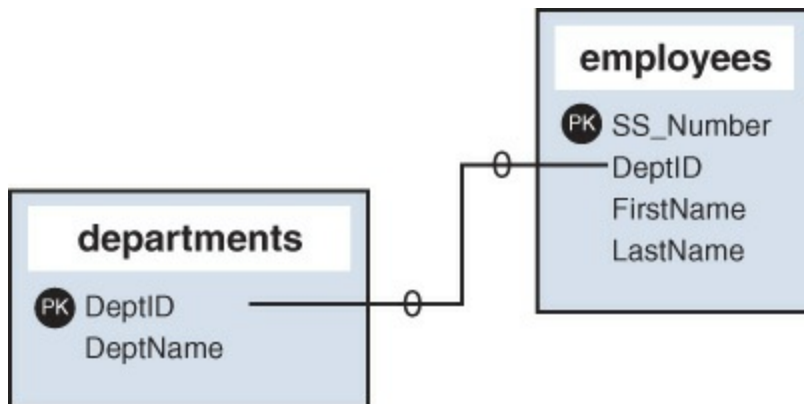 employees
PK SS_Number
DeptID
FirstName
LastName
departments
PK DeptID
DeptName